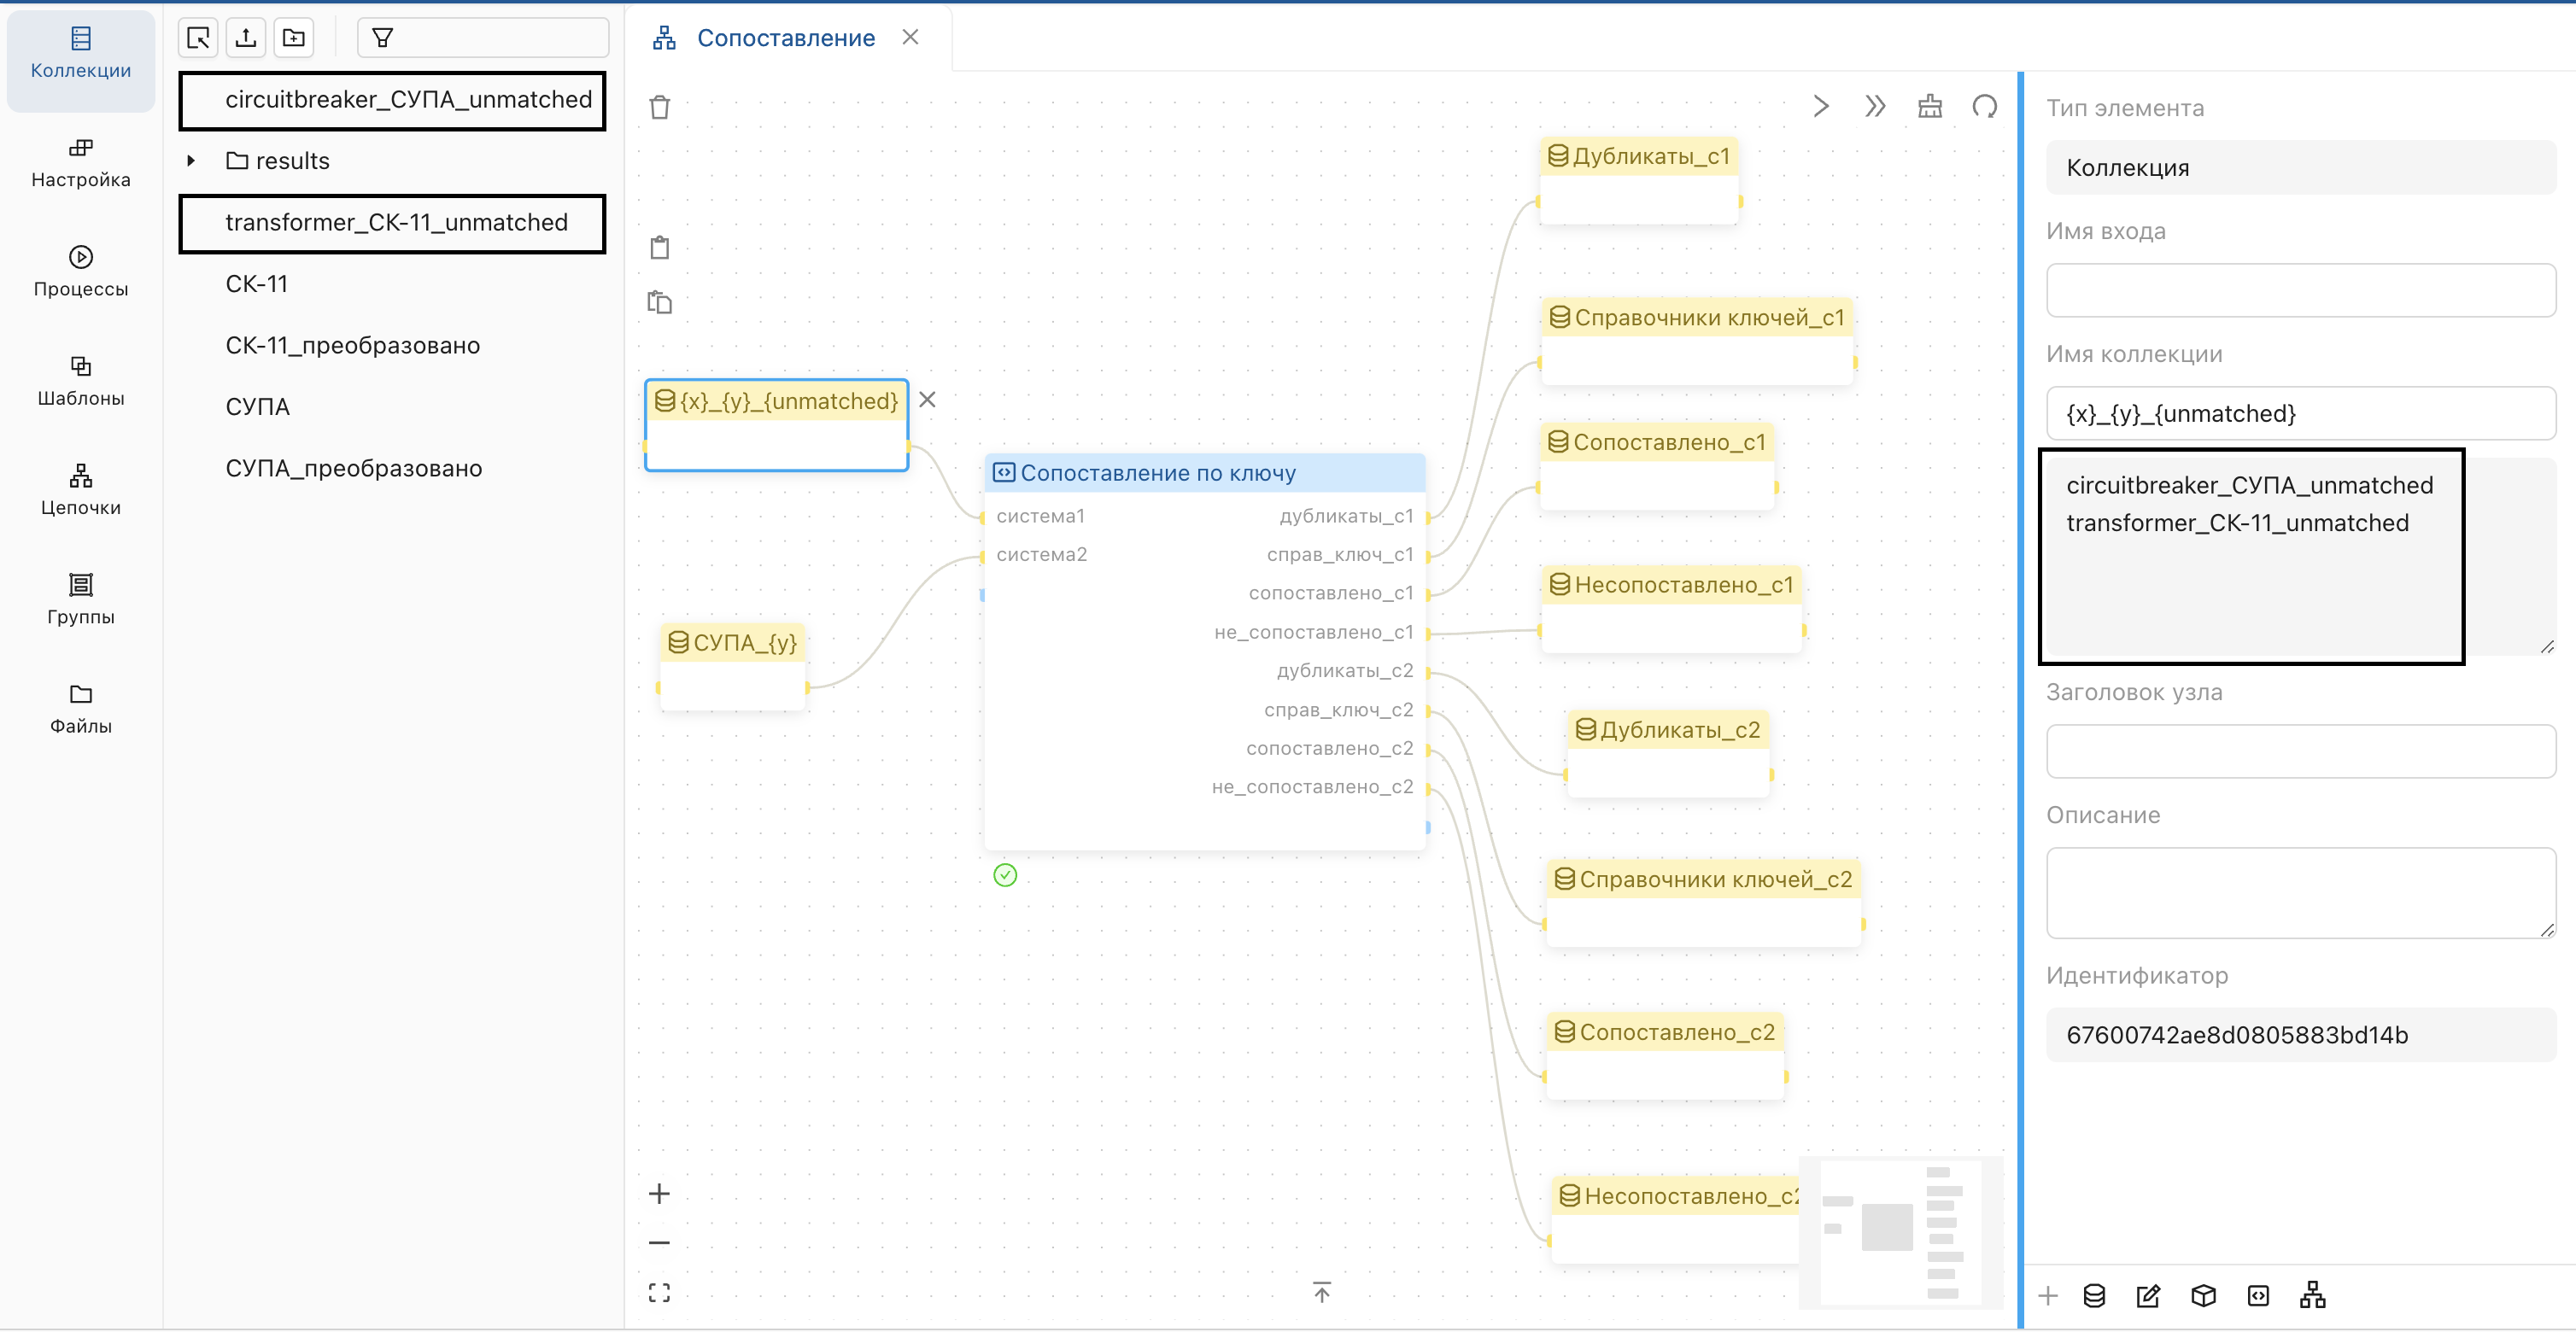 Коллекции
Настройка
Процессы
Шаблоны
Цепочки
Группы
Файлы
circuitbreaker_СУПА_unmatched
results
transformer_СК-11_unmatched
СК-11
СК-11_преобразовано
СУПА
СУПА_преобразовано
Сопоставление
{x}_{y}_{unmatched}
СУПА_{y}
Сопоставление по ключу
система1
система2
дубликаты_с1
справ_ключ_с1
сопоставлено_с1
не_сопоставлено_с1
дубликаты_с2
справ_ключ_с2
сопоставлено_с2
не_сопоставлено_с2
Дубликаты_с1
Справочники ключей_с1
Сопоставлено_с1
Несопоставлено_с1
Дубликаты_с2
Справочники ключей_с2
Сопоставлено_с2
Несопоставлено_с2
Тип элемента
Коллекция
Имя входа
Имя коллекции
{x}_{y}_{unmatched}
circuitbreaker_СУПА_unmatched
transformer_СК-11_unmatched
Заголовок узла
Описание
Идентификатор
67600742ae8d0805883bd14b